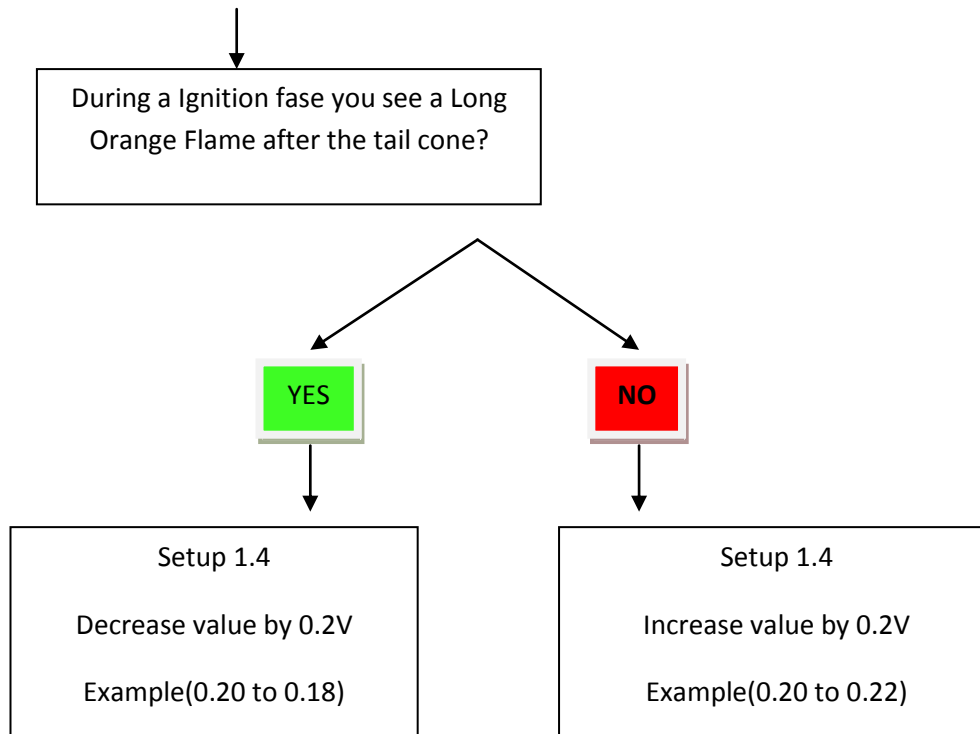 During a Ignition fase you see a Long
Orange Flame after the tail cone?
YES
NO
Setup 1.4
Decrease value by 0.2V
Example(0.20 to 0.18)
Setup 1.4
Increase value by 0.2V
Example(0.20 to 0.22)